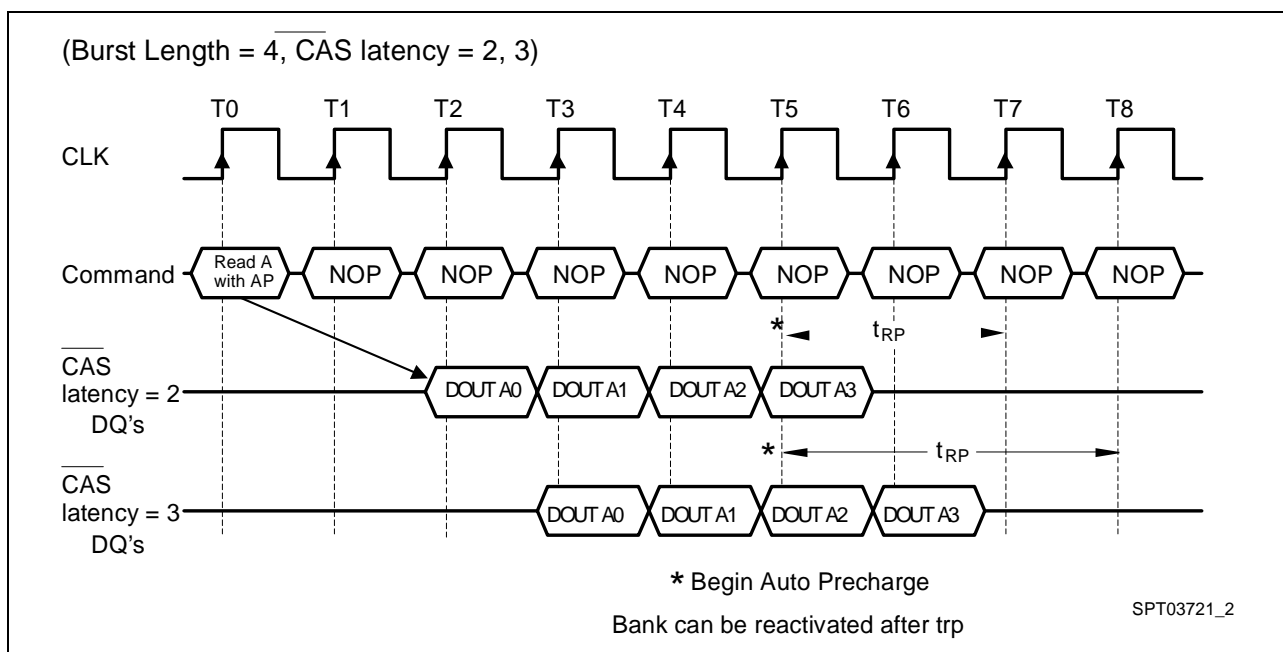 (Burst Length = 4, CAS latency = 2, 3)
T0 T1 T2 T3 T4 T5 T6 T7 T8
CLK
Command Read A with AP NOP NOP NOP NOP NOP NOP NOP NOP
* tRP
CAS
latency = 2
DQ's
DOUT A0 DOUT A1 DOUT A2 DOUT A3
* tRP
CAS
latency = 3
DQ's
DOUT A0 DOUT A1 DOUT A2 DOUT A3
* Begin Auto Precharge
Bank can be reactivated after trp
SPT03721_2